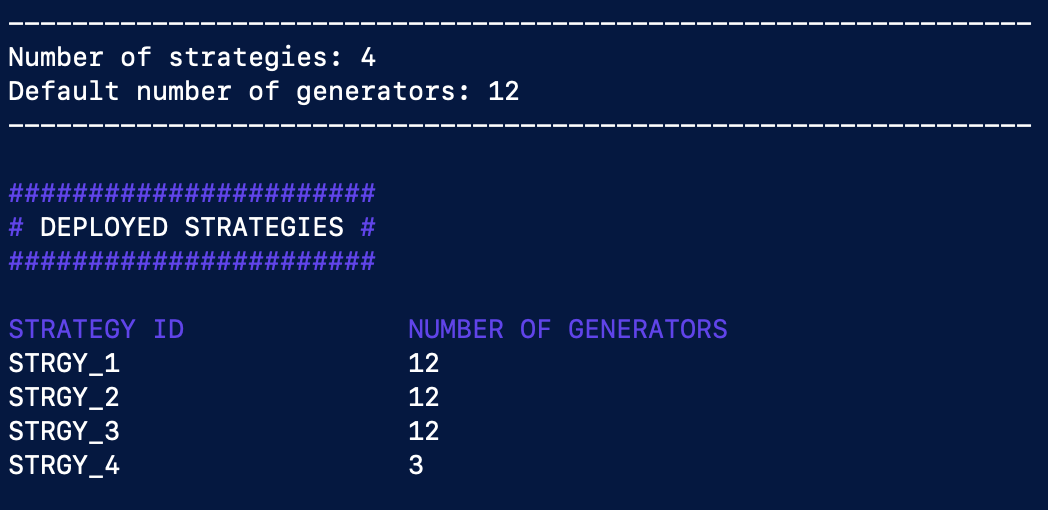 ----------------------------------------------------------------
Number of strategies: 4
Default number of generators: 12
----------------------------------------------------------------
#######################
# DEPLOYED STRATEGIES #
#######################
STRATEGY ID              NUMBER OF GENERATORS
STRGY_1                  12
STRGY_2                  12
STRGY_3                  12
STRGY_4                  3